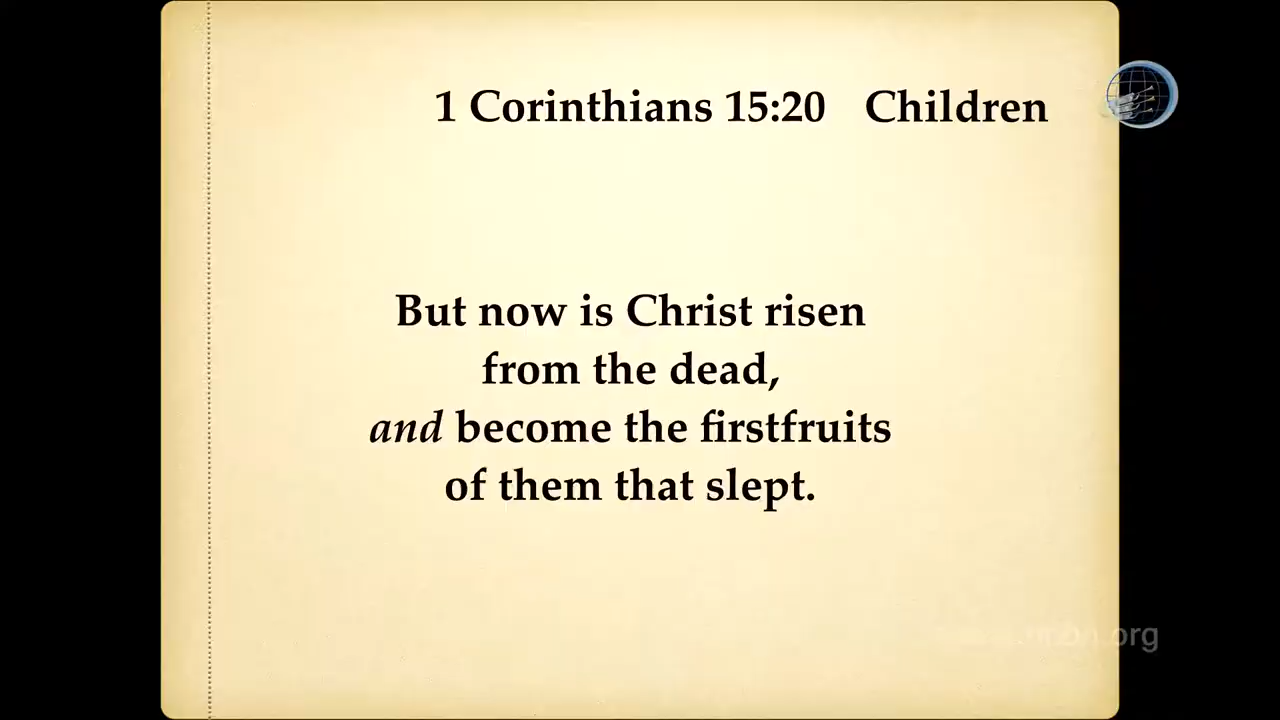 1 Corinthians 15:20 Children
But now is Christ risen
from the dead,
and become the firstfruits
of them that slept.